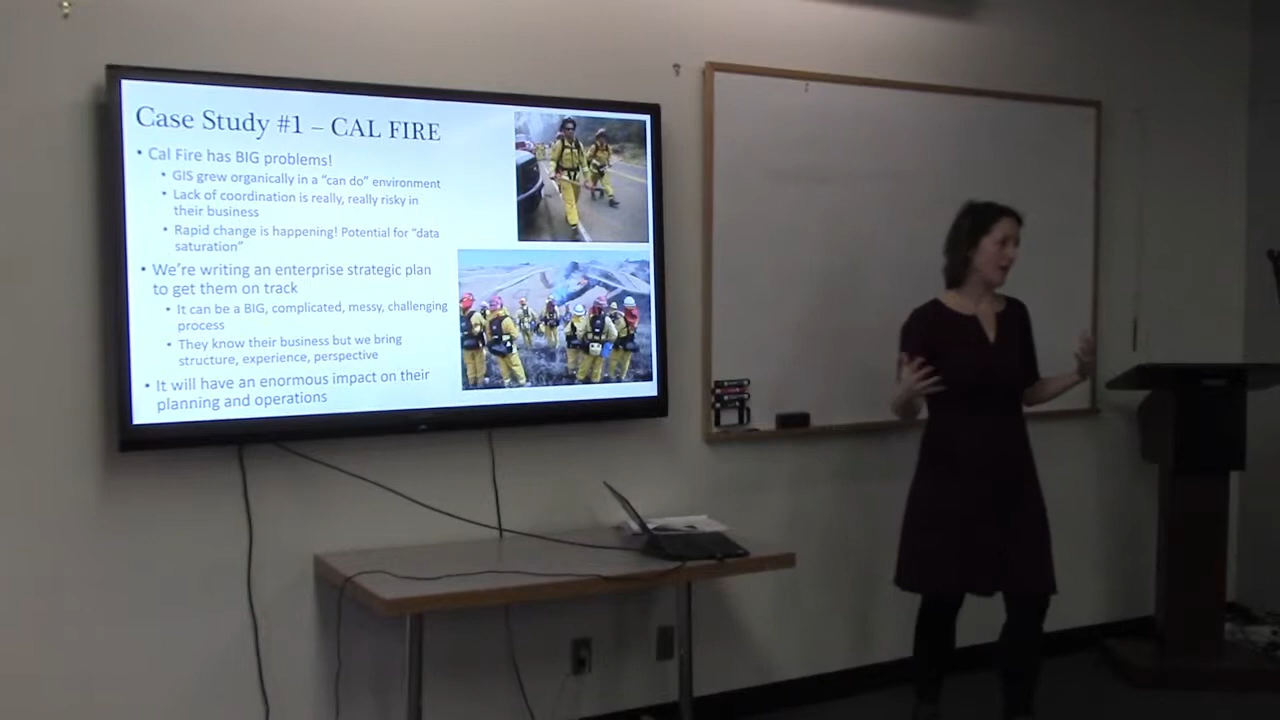 Case Study #1 – CAL FIRE
• Cal Fire has BIG problems!
• GIS grew organically in a “can do” environment
• Lack of coordination is really, really risky in
their business
• Rapid change is happening! Potential for “data
saturation”
• We’re writing an enterprise strategic plan
to get them on track
• It can be a BIG, complicated, messy, challenging
process
• They know their business but we bring
structure, experience, perspective
• It will have an enormous impact on their
planning and operations